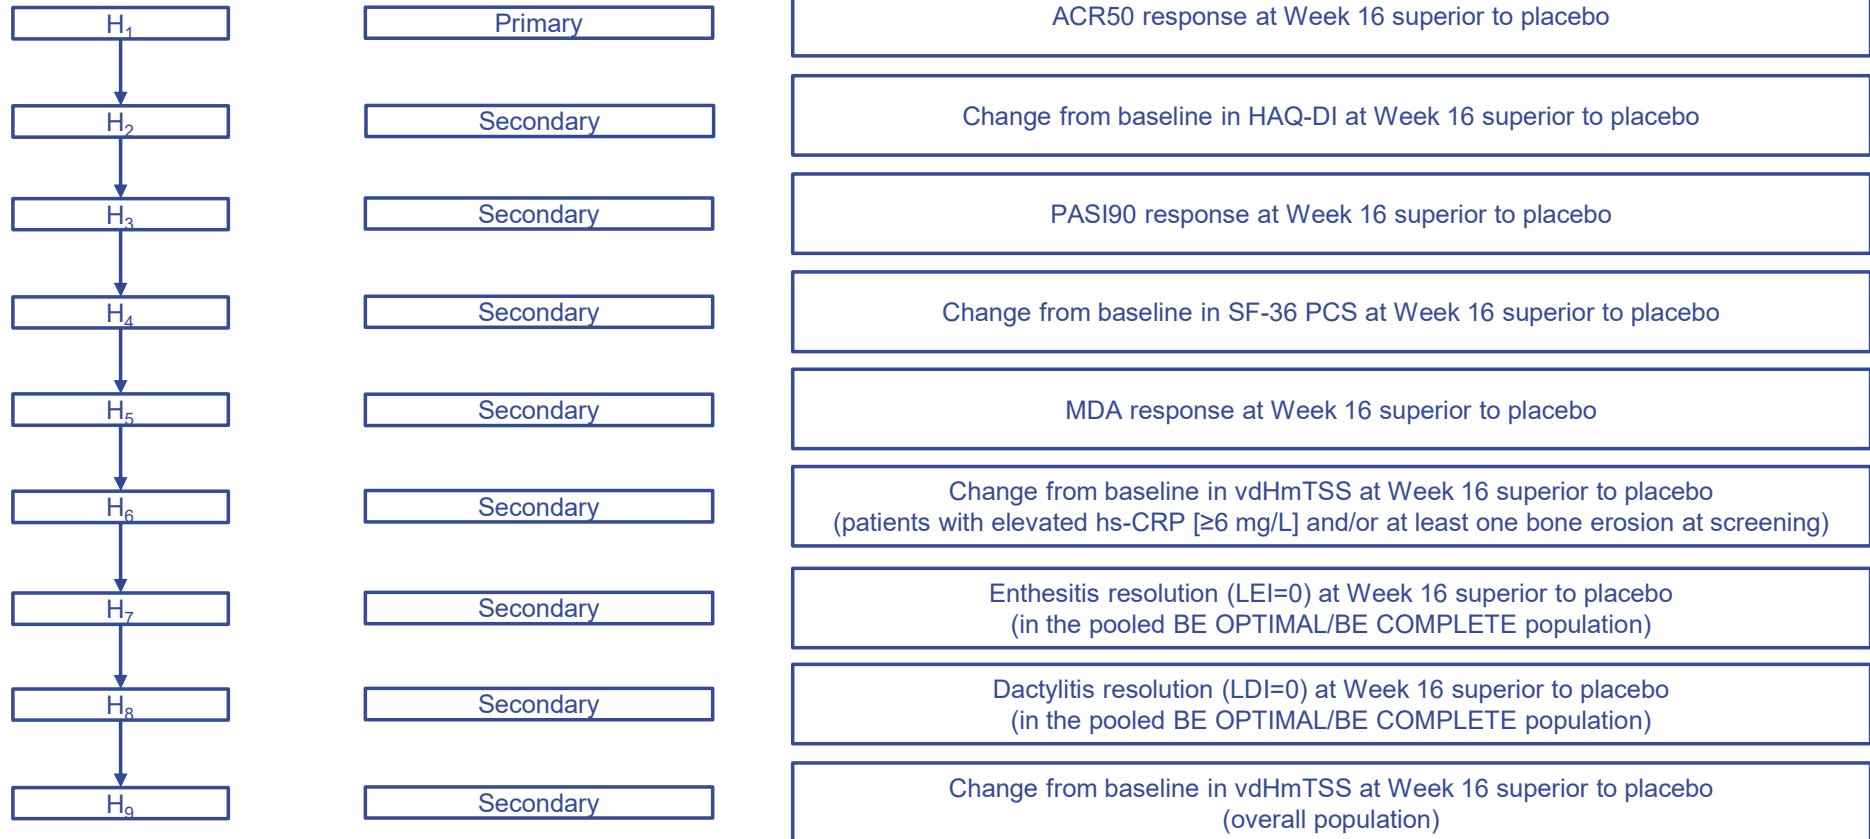 H₁
Primary
ACR50 response at Week 16 superior to placebo
H₂
Secondary
Change from baseline in HAQ-DI at Week 16 superior to placebo
H₃
Secondary
PASI90 response at Week 16 superior to placebo
H₄
Secondary
Change from baseline in SF-36 PCS at Week 16 superior to placebo
H₅
Secondary
MDA response at Week 16 superior to placebo
H₆
Secondary
Change from baseline in vdHmTSS at Week 16 superior to placebo
(patients with elevated hs-CRP [≥6 mg/L] and/or at least one bone erosion at screening)
H₇
Secondary
Enthesitis resolution (LEI=0) at Week 16 superior to placebo
(in the pooled BE OPTIMAL/BE COMPLETE population)
H₈
Secondary
Dactylitis resolution (LDI=0) at Week 16 superior to placebo
(in the pooled BE OPTIMAL/BE COMPLETE population)
H₉
Secondary
Change from baseline in vdHmTSS at Week 16 superior to placebo
(overall population)